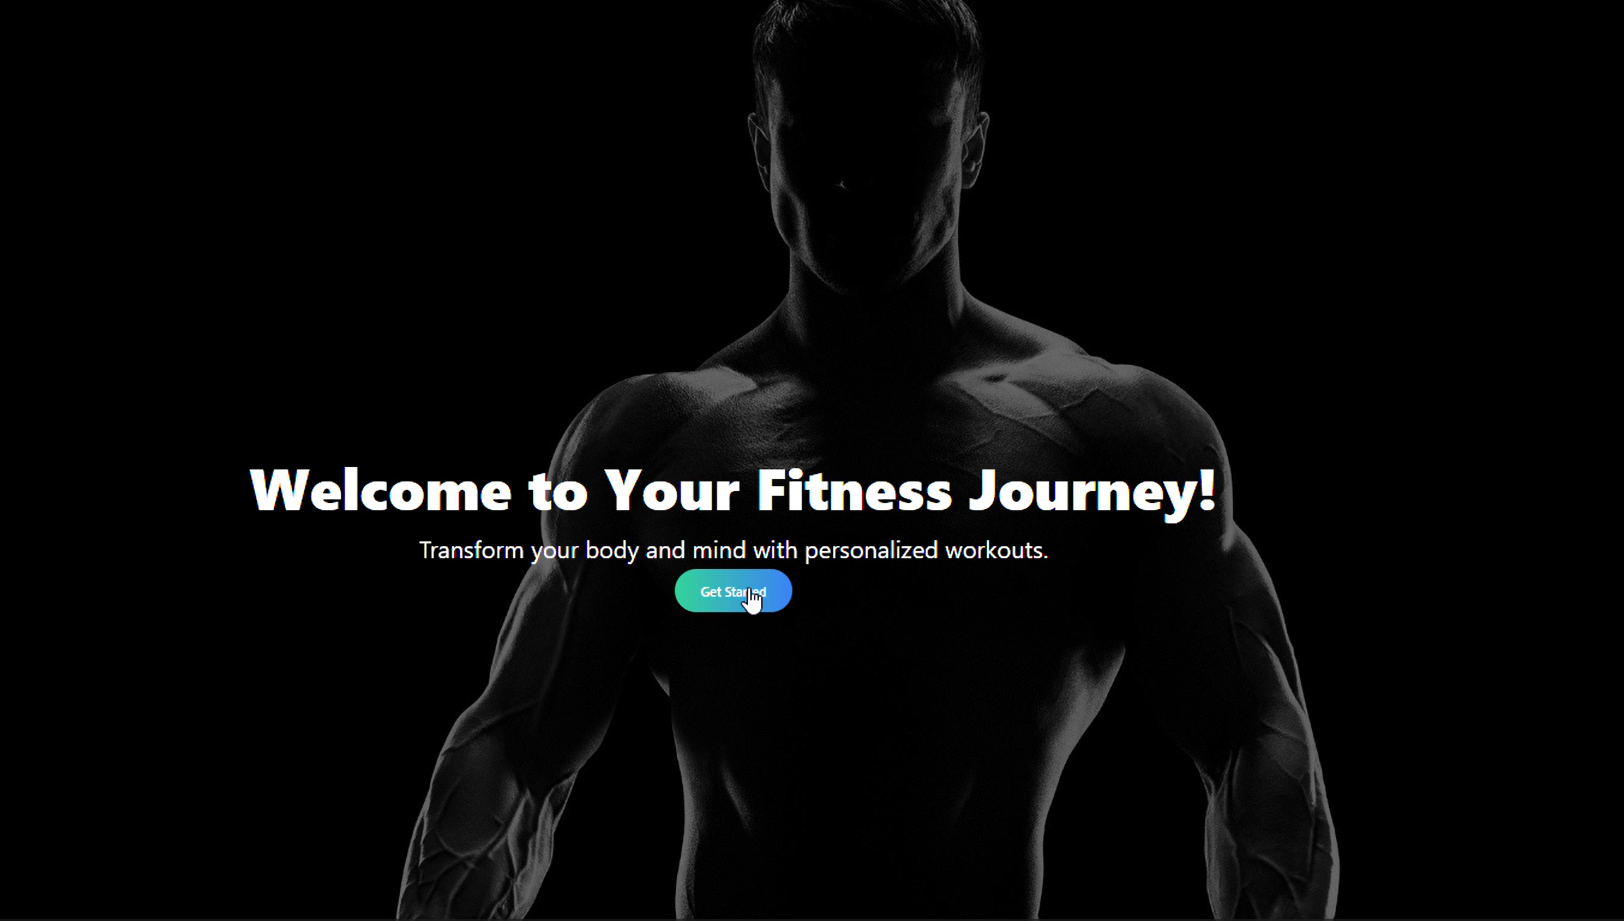 Welcome to Your Fitness Journey!
Transform your body and mind with personalized workouts.
Get Started